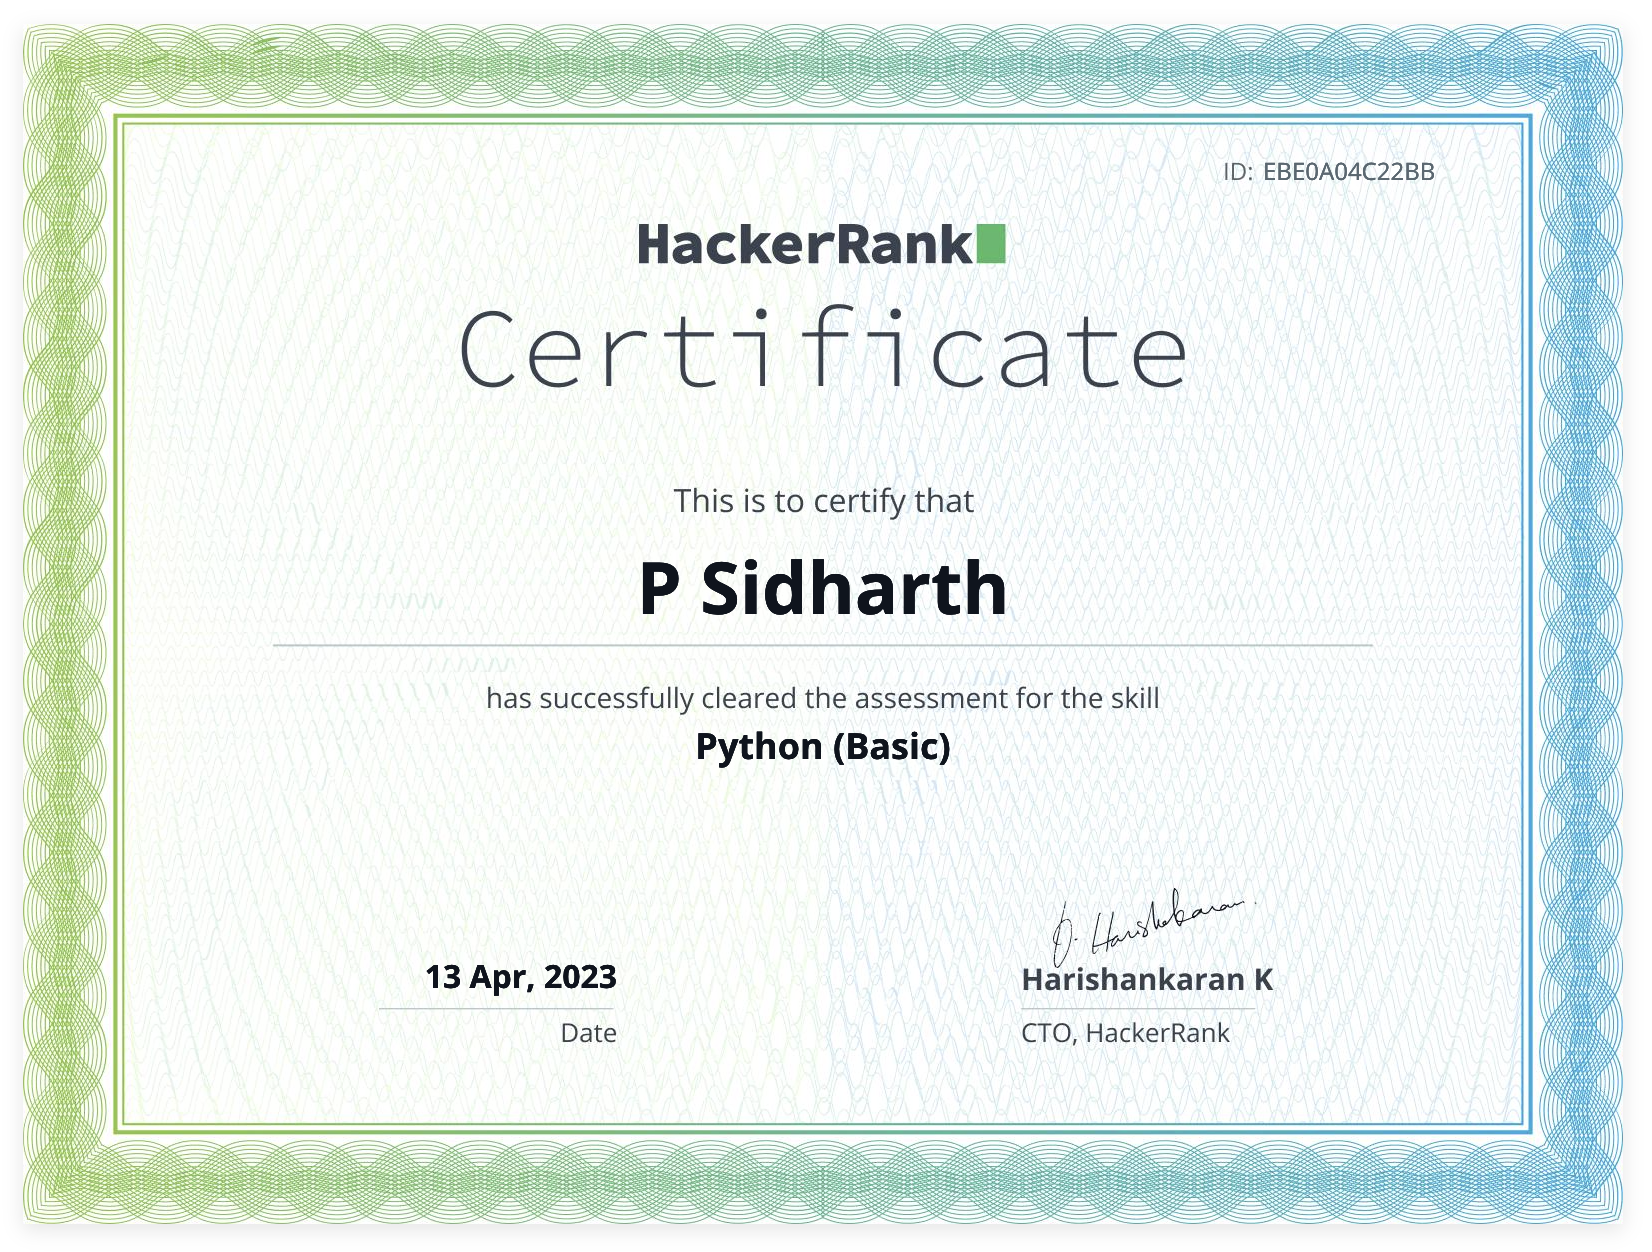 ID: EBE0A04C22BB
HackerRank
Certificate
This is to certify that
P Sidharth
has successfully cleared the assessment for the skill
Python (Basic)
D. Harishankaran
13 Apr, 2023
Harishankaran K
Date
CTO, HackerRank